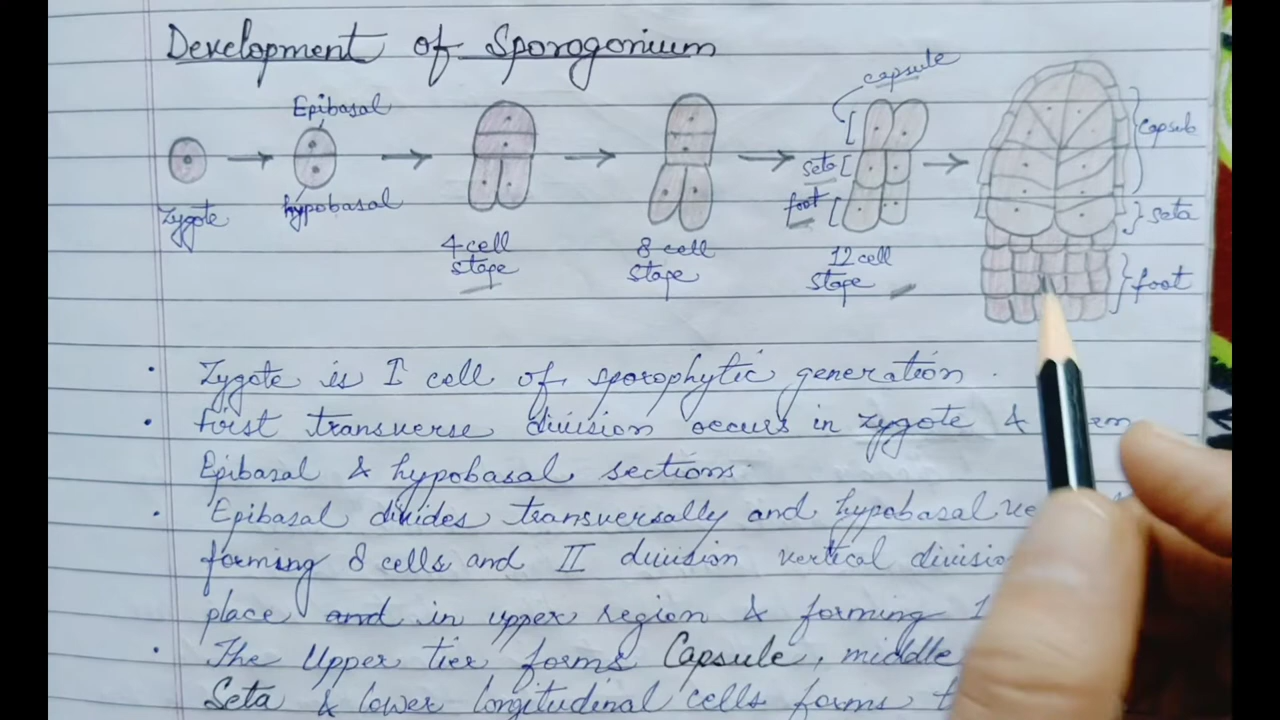 Development of Sporogonium
Epibasal
hypobasal
Zygote
4 cell
stage
8 cell
stage
capsule
seta
foot
12 cell
stage
Capsule
seta
foot
• Zygote is I cell of sporophytic generation.
• First transverse division occurs in zygote &
Epibasal & hypobasal sections.
• Epibasal divides transversally and hypobasal
forming 8 cells and II division vertical
place and in upper region & forming
• The Upper tier forms Capsule, middle
Seta & lower longitudinal cells forms